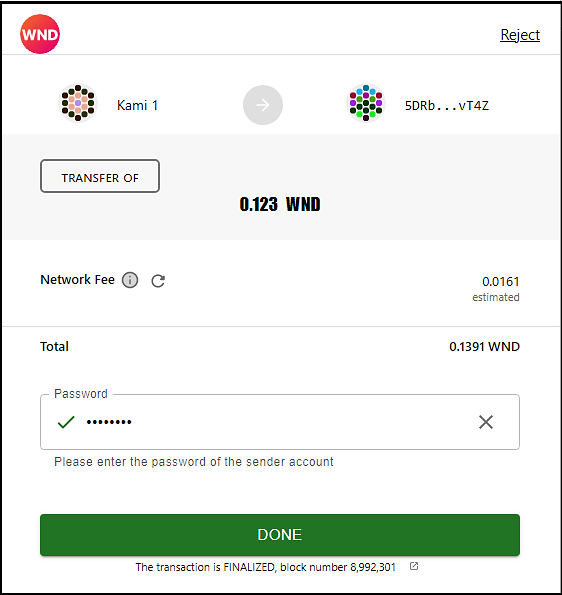 WND
Reject
Kami 1
5DRb...vT4Z
TRANSFER OF
0.123 WND
Network Fee
0.0161
estimated
Total
0.1391 WND
Password
••••••••
Please enter the password of the sender account
DONE
The transaction is FINALIZED, block number 8,992,301